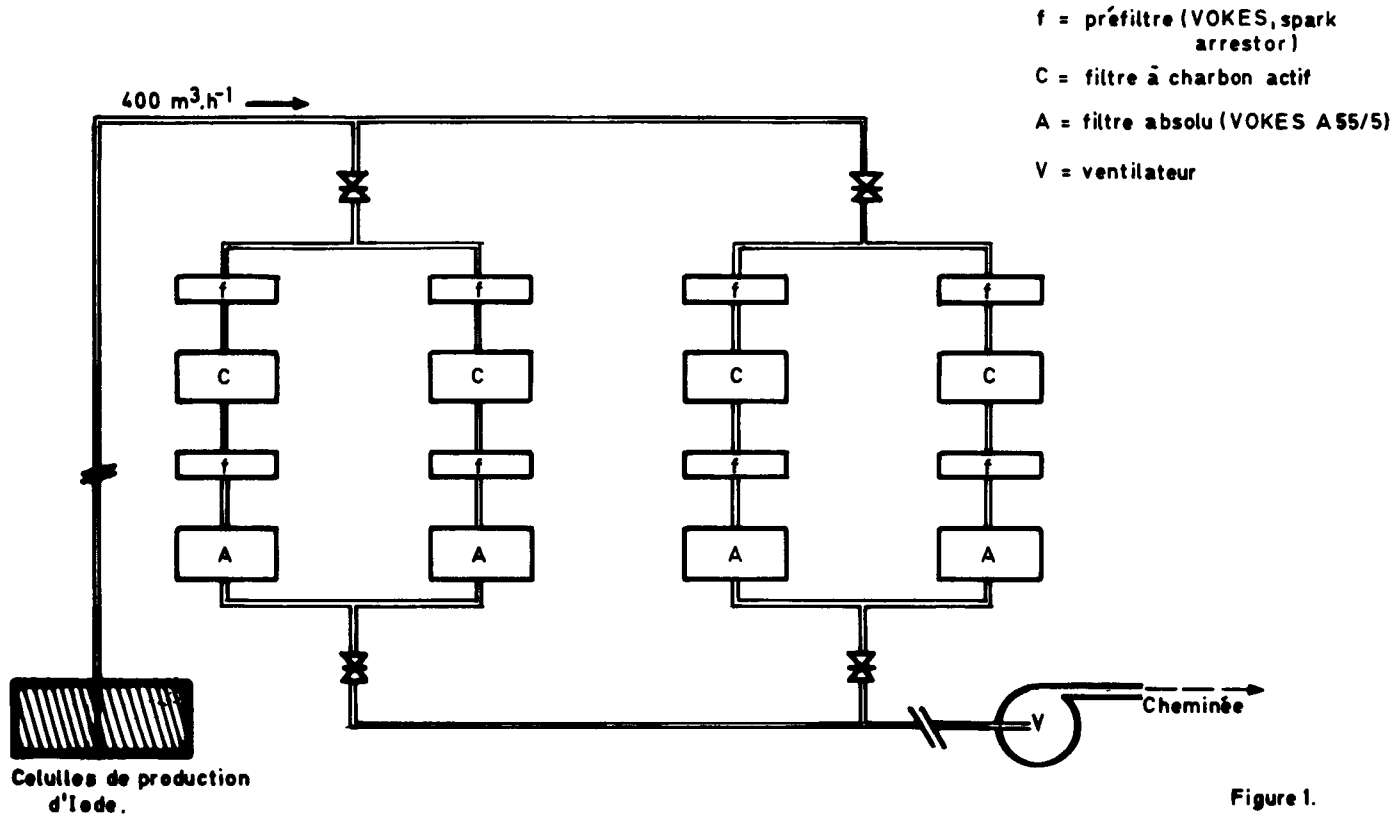 f = préfiltre (VOKES, spark
arrestor)
C = filtre à charbon actif
A = filtre absolu (VOKES A 55/5)
V = ventilateur
400 m³.h⁻¹
f f f f
C C C C
f f f f
A A A A
V
Cheminée
Celulles de production
d'Iode.
Figure 1.